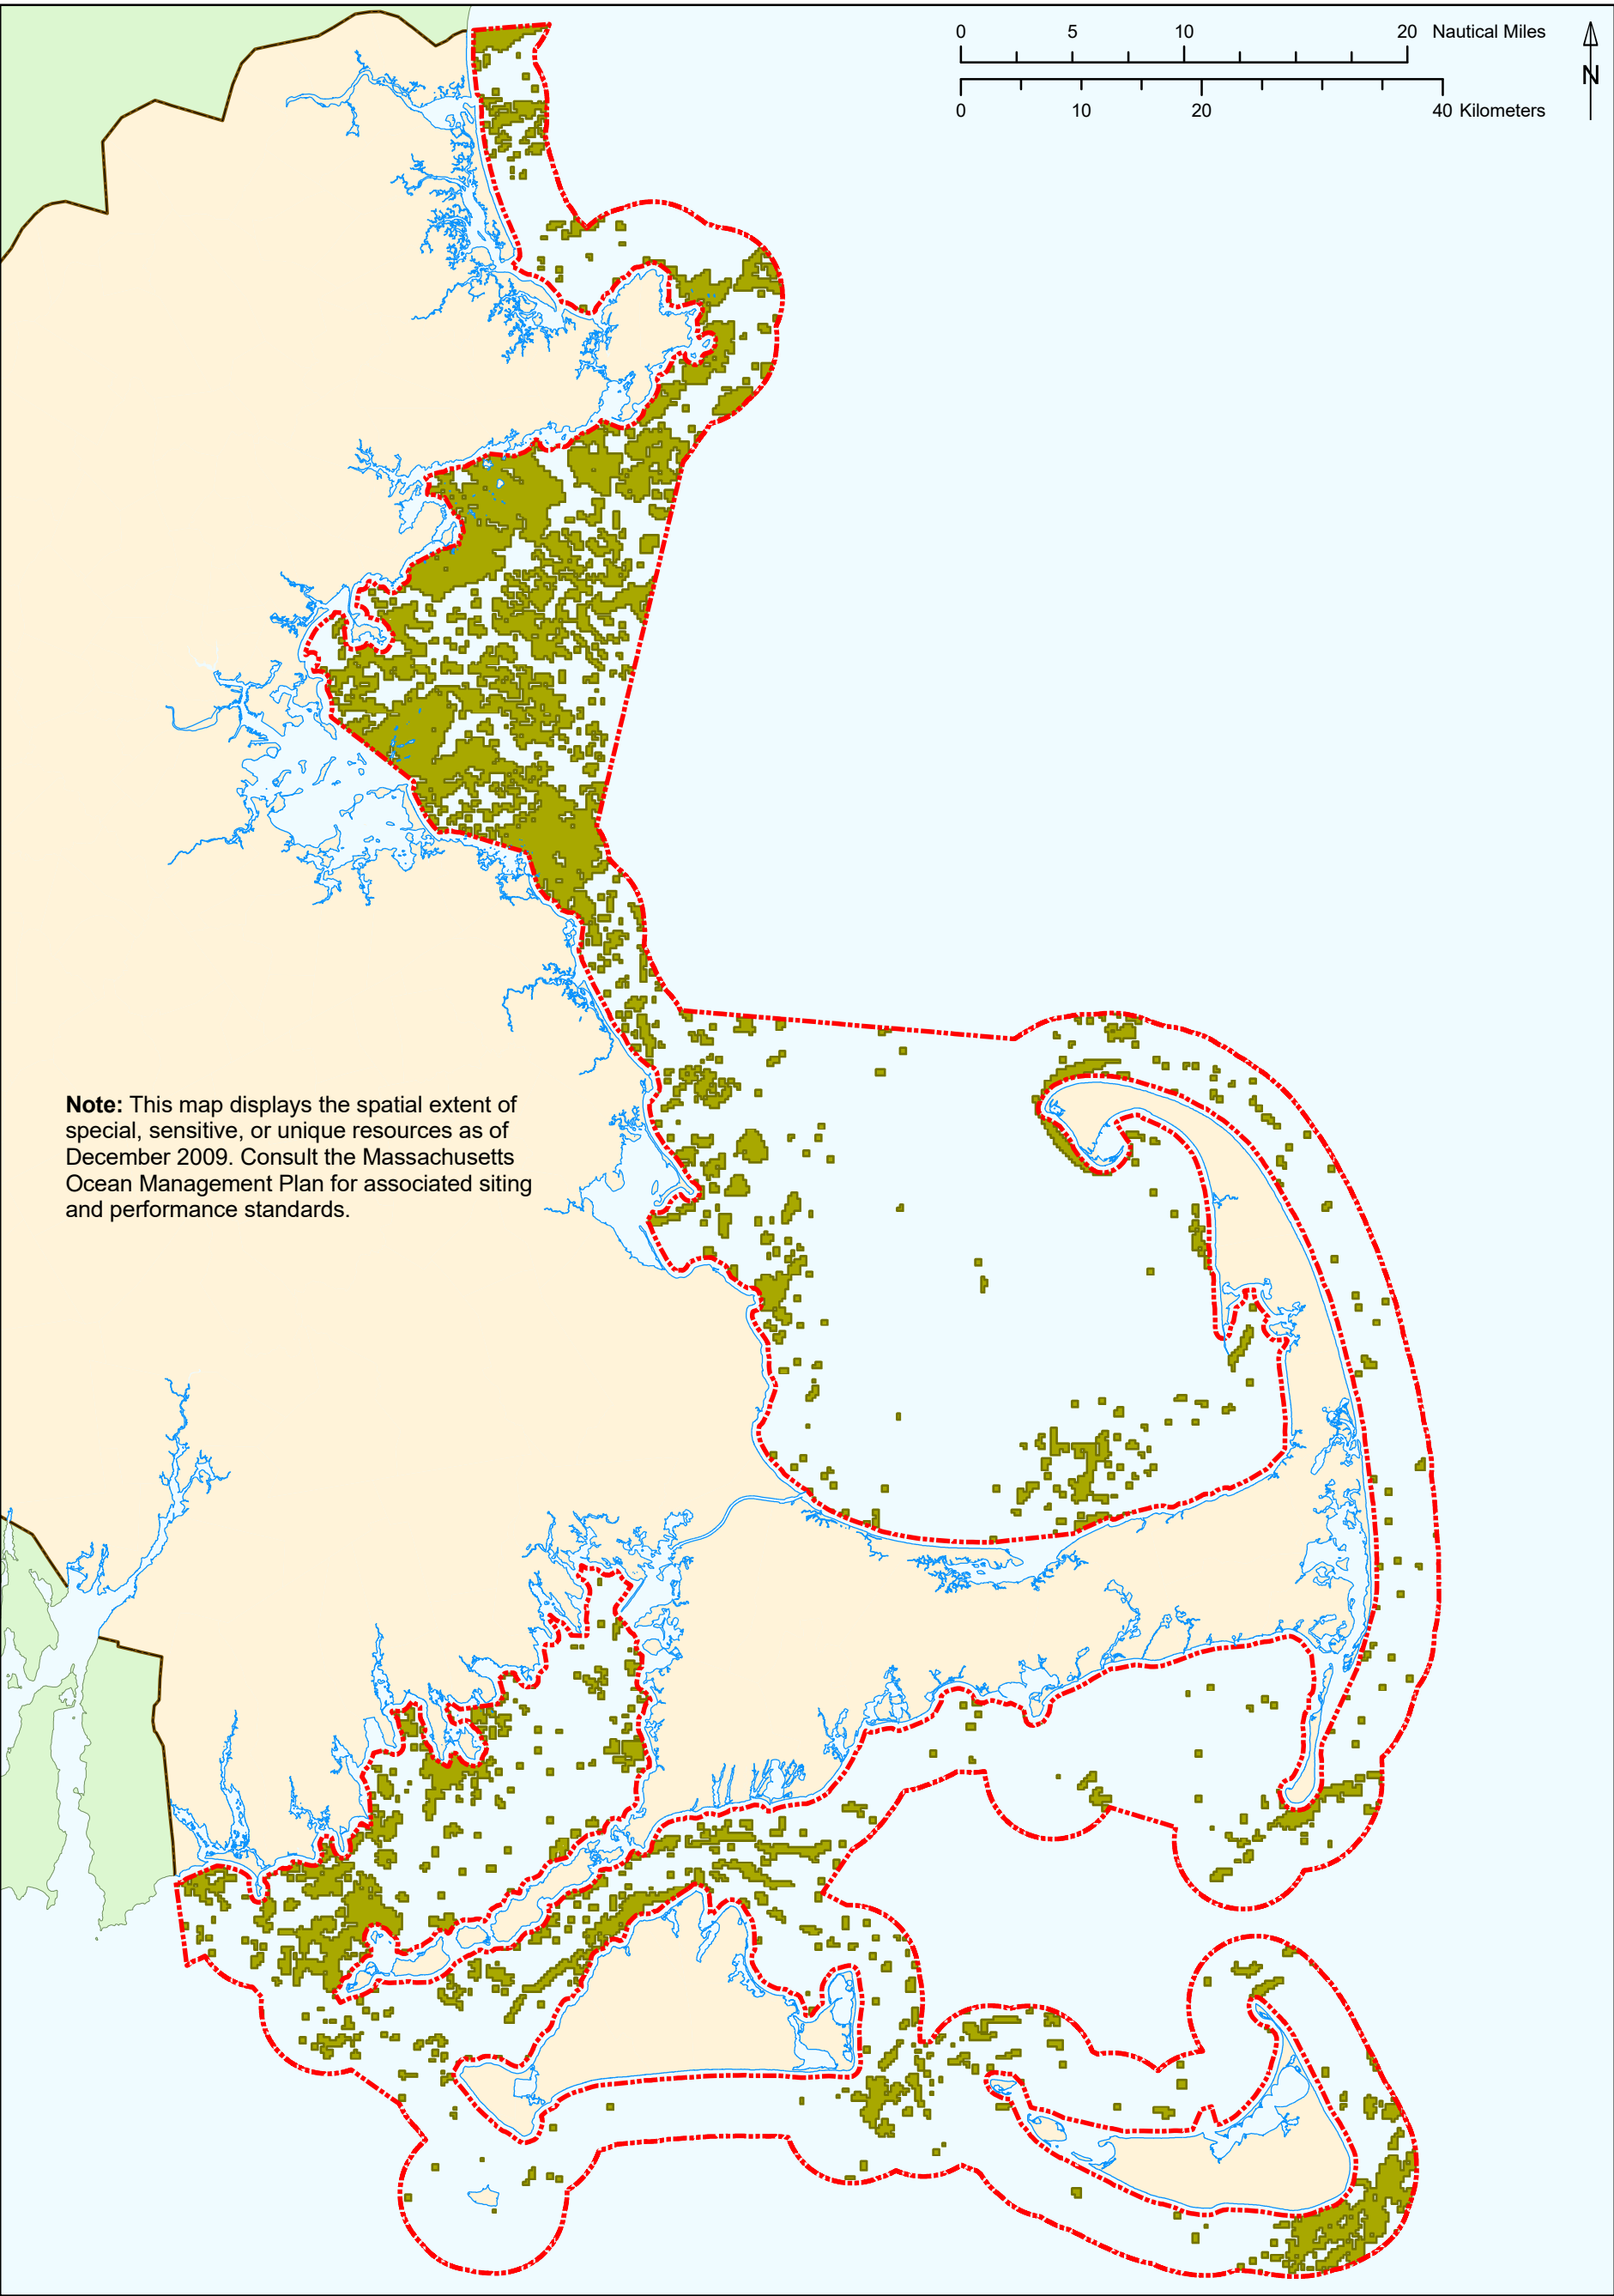 0 5 10 20 Nautical Miles
N
0 10 20 40 Kilometers
Note: This map displays the spatial extent of
special, sensitive, or unique resources as of
December 2009. Consult the Massachusetts
Ocean Management Plan for associated siting
and performance standards.